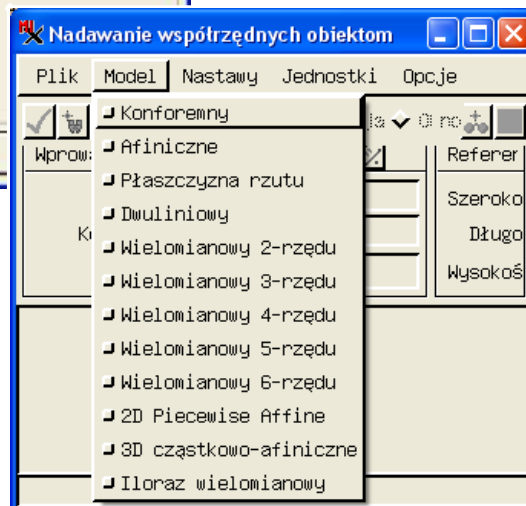 Nadawanie współrzędnych obiektom
Plik Model Nastawy Jednostki Opcje
Konforemny
Afiniczne
Referer
Płaszczyzna rzutu
Szeroko
Dwuliniowy
Długo
Wielomianowy 2-rzędu
Wysokoś
Wielomianowy 3-rzędu
Wielomianowy 4-rzędu
Wielomianowy 5-rzędu
Wielomianowy 6-rzędu
2D Piecewise Affine
3D cząstkowo-afiniczne
Iloraz wielomianowy